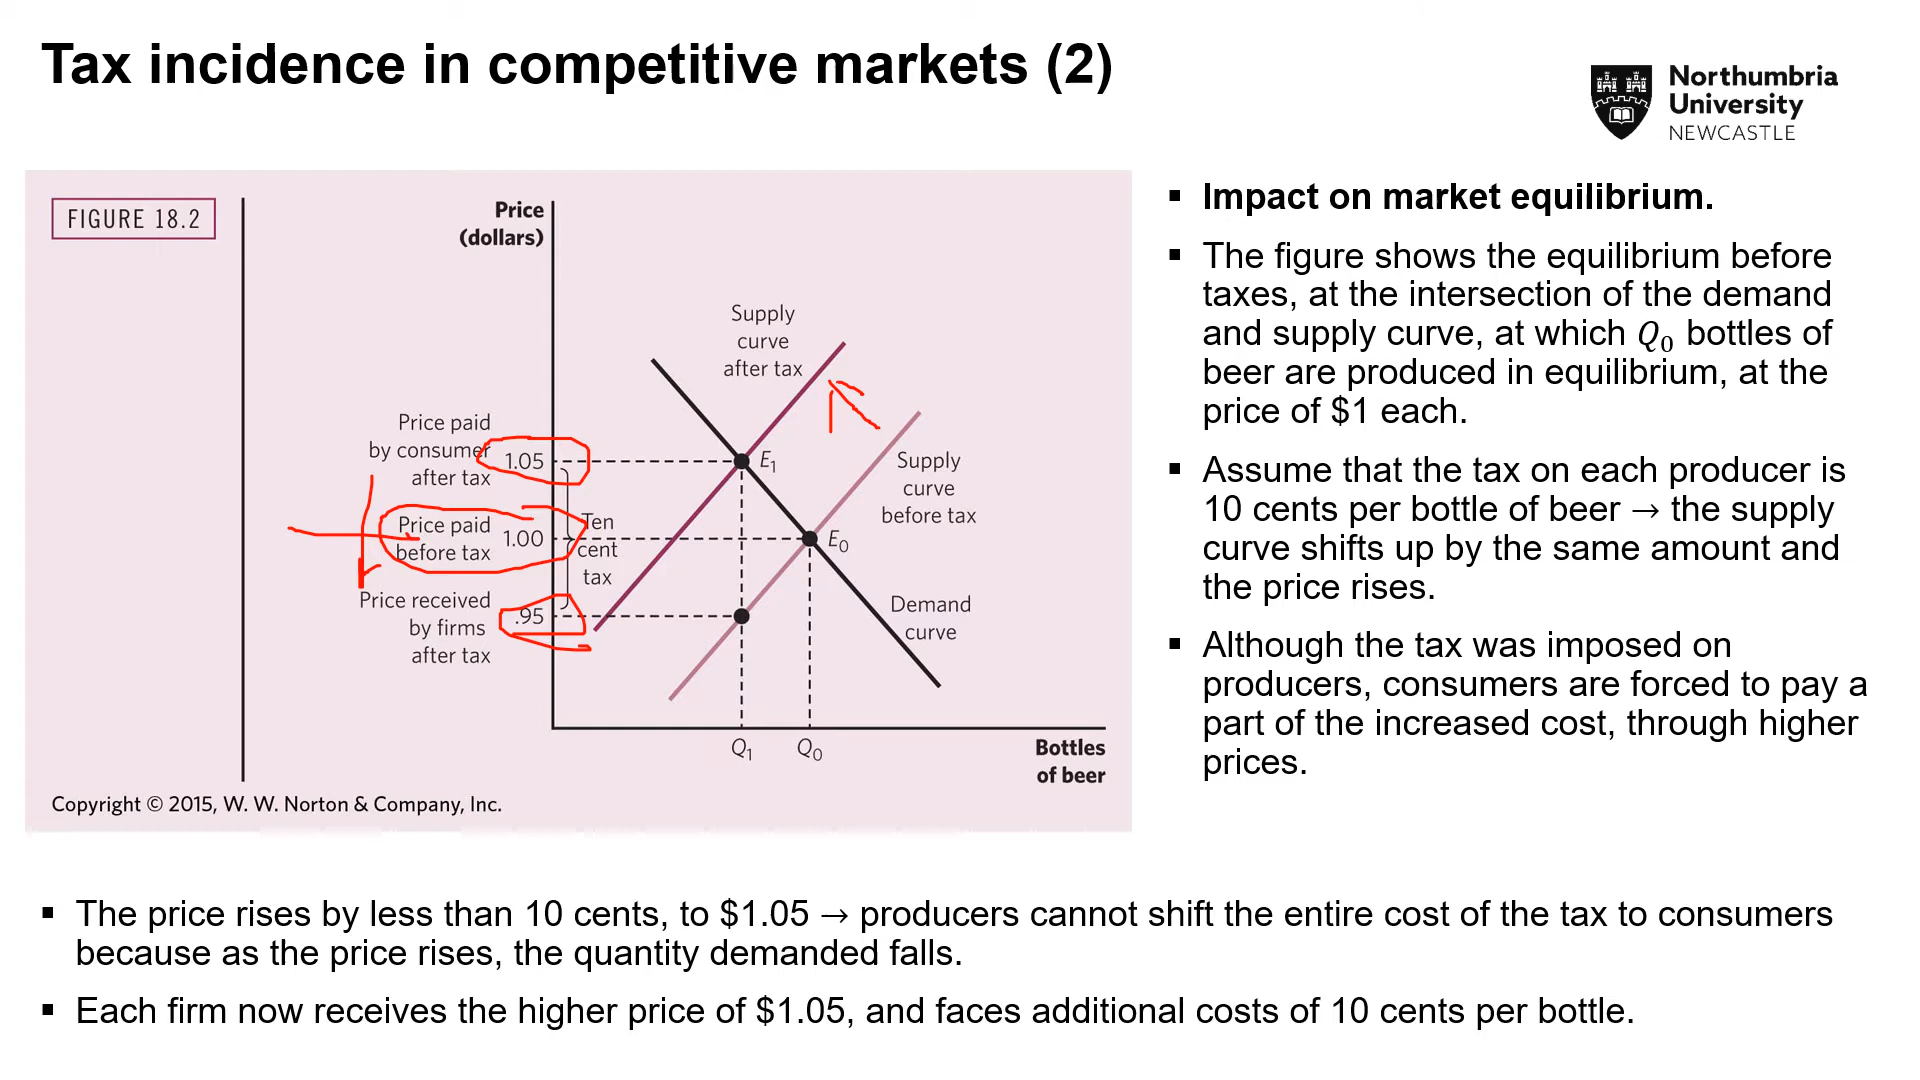 Tax incidence in competitive markets (2)
Northumbria
University
NEWCASTLE
FIGURE 18.2
Price
(dollars)
Supply
curve
after tax
Price paid
by consumer
after tax
1.05
E1
Supply
curve
before tax
Price paid
before tax
1.00
Ten
cent
tax
E0
Price received
by firms
after tax
.95
Demand
curve
Q1
Q0
Bottles
of beer
Copyright © 2015, W. W. Norton & Company, Inc.
▪ Impact on market equilibrium.
▪ The figure shows the equilibrium before
taxes, at the intersection of the demand
and supply curve, at which Q0 bottles of
beer are produced in equilibrium, at the
price of $1 each.
▪ Assume that the tax on each producer is
10 cents per bottle of beer → the supply
curve shifts up by the same amount and
the price rises.
▪ Although the tax was imposed on
producers, consumers are forced to pay a
part of the increased cost, through higher
prices.
▪ The price rises by less than 10 cents, to $1.05 → producers cannot shift the entire cost of the tax to consumers
because as the price rises, the quantity demanded falls.
▪ Each firm now receives the higher price of $1.05, and faces additional costs of 10 cents per bottle.